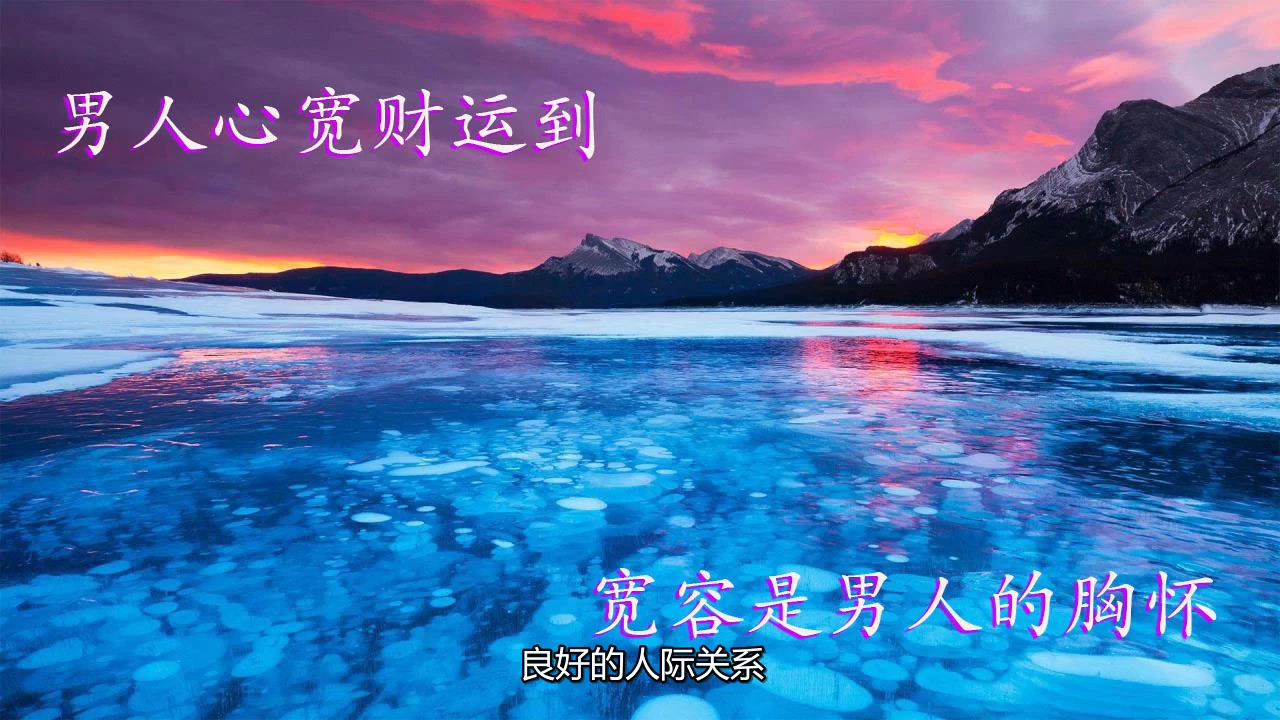 男人心宽财运到
宽容是男人的胸怀
良好的人际关系